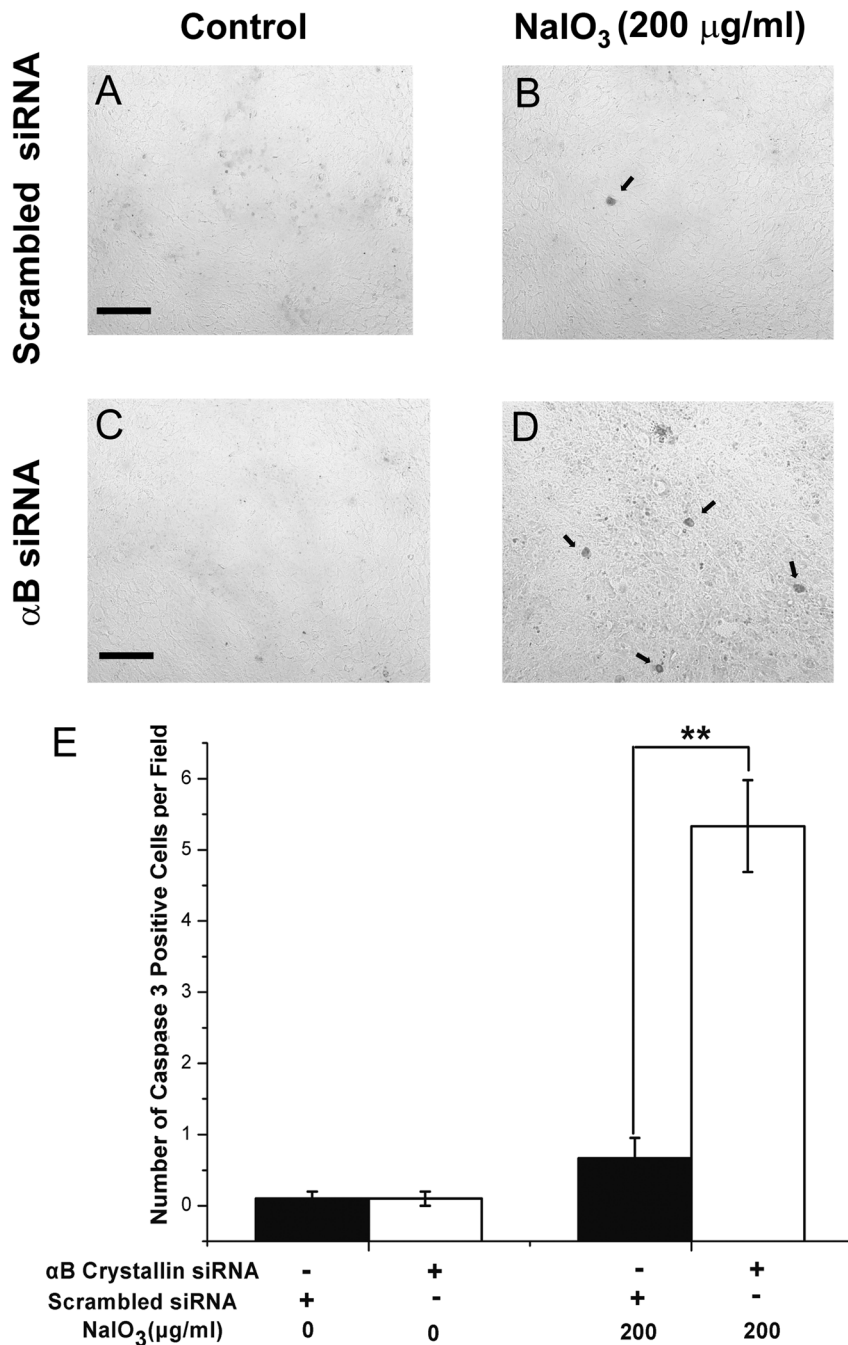 Control NaIO₃ (200 μg/ml)
Scrambled siRNA
A
B
αB siRNA
C
D
E
Number of Caspase 3 Positive Cells per Field
**
6
5
4
3
2
1
0
αB Crystallin siRNA - + - +
Scrambled siRNA + - + -
NaIO₃(µg/ml) 0 0 200 200